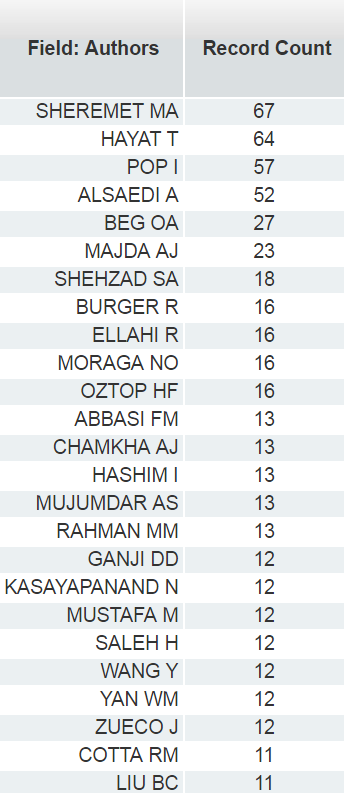 Field: Authors Record Count
SHEREMET MA 67
HAYAT T 64
POP I 57
ALSAEDI A 52
BEG OA 27
MAJDA AJ 23
SHEHZAD SA 18
BURGER R 16
ELLAHI R 16
MORAGA NO 16
OZTOP HF 16
ABBASI FM 13
CHAMKHA AJ 13
HASHIM I 13
MUJUMDAR AS 13
RAHMAN MM 13
GANJI DD 12
KASAYAPANAND N 12
MUSTAFA M 12
SALEH H 12
WANG Y 12
YAN WM 12
ZUECO J 12
COTTA RM 11
LIU BC 11